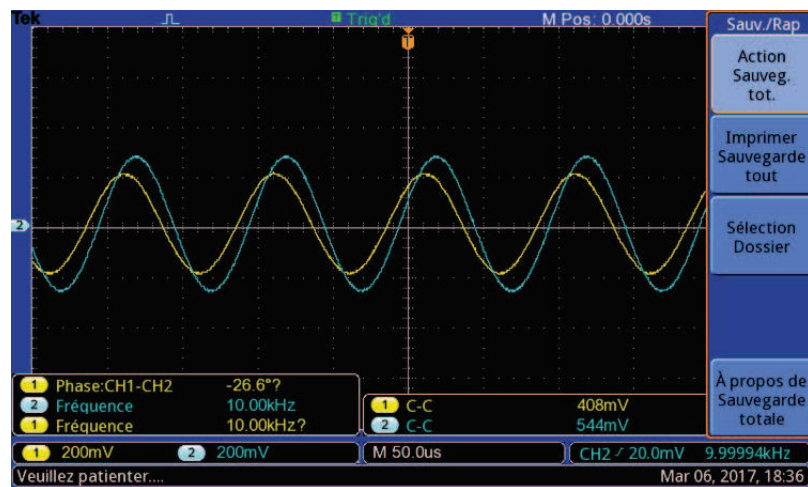 Tek T Trig'd M Pos: 0.000s Sauv./Rap
T
Action
Sauveg.
tot.
Imprimer
Sauvegarde
tout
2
Sélection
Dossier
1 Phase:CH1-CH2 -26.6°?
2 Fréquence 10.00kHz
1 Fréquence 10.00kHz?
1 C-C 408mV
2 C-C 544mV
À propos de
Sauvegarde
totale
1 200mV 2 200mV M 50.0us CH2 / 20.0mV 9.99994kHz
Veuillez patienter.... Mar 06, 2017, 18:36